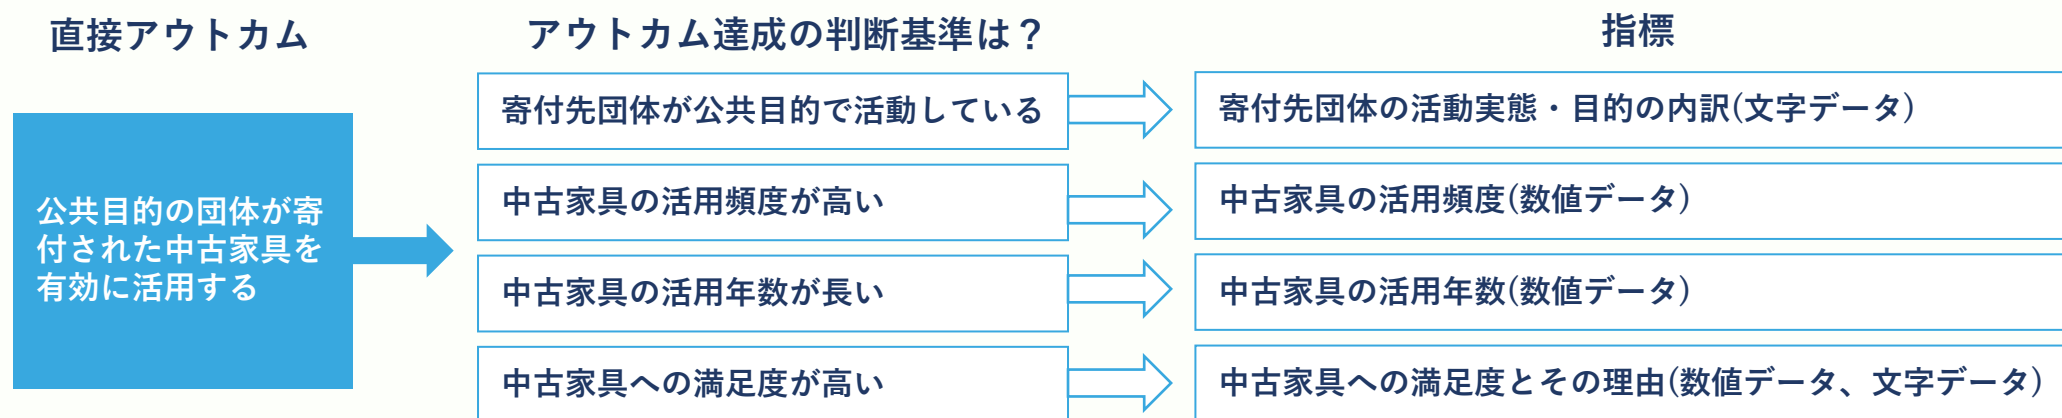 直接アウトカム
アウトカム達成の判断基準は？
指標
公共目的の団体が寄
付された中古家具を
有効に活用する
寄付先団体が公共目的で活動している
寄付先団体の活動実態・目的の内訳(文字データ)
中古家具の活用頻度が高い
中古家具の活用頻度(数値データ)
中古家具の活用年数が長い
中古家具の活用年数(数値データ)
中古家具への満足度が高い
中古家具への満足度とその理由(数値データ、文字データ)